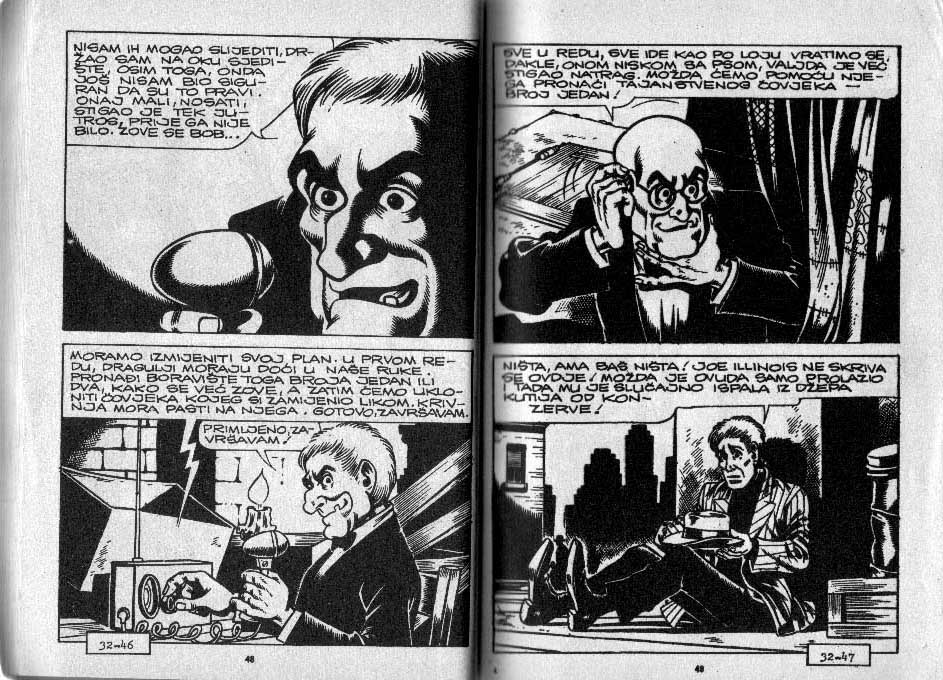 NISAM IH MOGAO SLIJEDITI, DR-
ŽAO SAM NA OKU SJEDI-
ŠTE. OSIM TOGA, ONDA
JOŠ NISAM BIO SIGU-
RAN DA SU TO PRAVI.
ONAJ MALI, NOSATI,
STIGAO JE TEK JU-
TROS, PRIJE GA NIJE
BILO. ZOVE SE BOB...
MORAMO IZMIJENITI SVOJ PLAN. U PRVOM RE-
DU, DRAGULJI MORAJU DOĆI U NAŠE RUKE.
PRONAĐI BORAVIŠTE TOGA BROJA JEDAN ILI
DVA, KAKO SE VEĆ ZOVE, A ZATIM ĆEMO UKLO-
NITI ČOVJEKA KOJEG SI ZAMIJENIO LIKOM. KRIV-
NJA MORA PASTI NA NJEGA. GOTOVO, ZAVRŠAVAM.
PRIMLJENO, ZA-
VRŠAVAM!
32-46
48
SVE U REDU, SVE IDE KAO PO LOJU VRATIMO SE,
DAKLE, ONOM NISKOM SA PSOM, VALJDA JE VEĆ
STIGAO NATRAG. MOŽDA ĆEMO POMOĆU NJE-
GA PRONAĆI TAJANSTVENOG ČOVJEKA —
BROJ JEDAN!
NIŠTA, AMA BAŠ NIŠTA! JOE ILLINOIS NE SKRIVA
SE OVDJE! MOŽDA JE OVUDA SAMO PROLAZIO
I TADA MU JE SLUČAJNO ISPALA IZ DŽEPA
KUTIJA OD KON-
ZERVE!
32-47
49